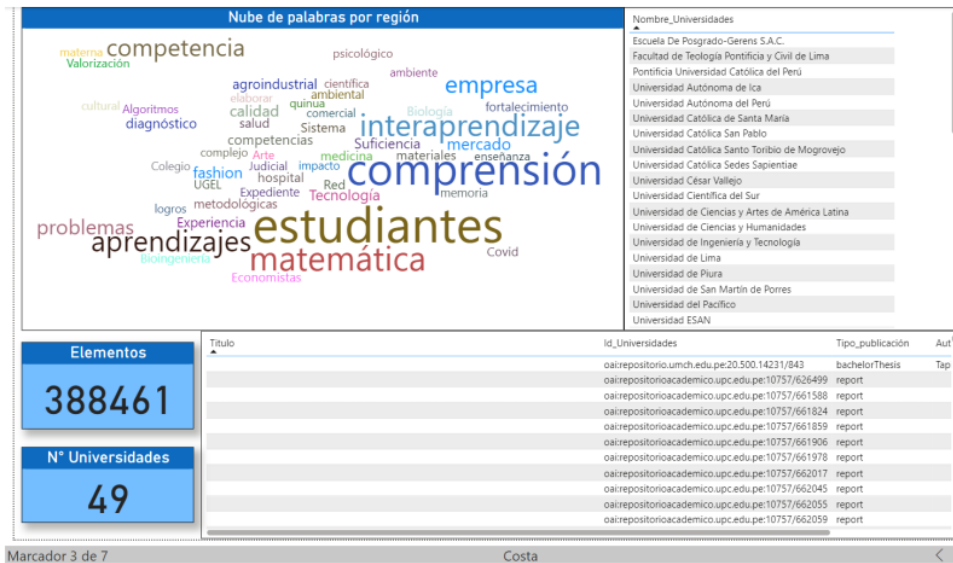 Nube de palabras por región
materna competencia
Valorización
psicológico
ambiente
agroindustrial científica
empresa
elaborar ambiental
cultural Algoritmos
quinua
fortalecimiento
calidad comercial
Biología
diagnóstico
salud Sistema
interaprendizaje
competencias Suficiencia mercado
complejo Arte medicina materiales enseñanza
Colegio fashion Judicial impacto
comprensión
UGEL hospital Red
Expediente Tecnología memoria
logros metodológicas
problemas Experiencia estudiantes
aprendizajes
Covid
Bioingeniería matemática
Economistas
Nombre_Universidades
Escuela De Posgrado-Gerens S.A.C.
Facultad de Teología Pontificia y Civil de Lima
Pontificia Universidad Católica del Perú
Universidad Autónoma de Ica
Universidad Autónoma del Perú
Universidad Católica de Santa María
Universidad Católica San Pablo
Universidad Católica Santo Toribio de Mogrovejo
Universidad Católica Sedes Sapientiae
Universidad César Vallejo
Universidad Científica del Sur
Universidad de Ciencias y Artes de América Latina
Universidad de Ciencias y Humanidades
Universidad de Ingeniería y Tecnología
Universidad de Lima
Universidad de Piura
Universidad de San Martín de Porres
Universidad del Pacífico
Universidad ESAN
Elementos
388461
N° Universidades
49
Titulo Id_Universidades Tipo_publicación Aut
oai:repositorio.umch.edu.pe:20.500.14231/843 bachelorThesis Tap
oai:repositorioacademico.upc.edu.pe:10757/626499 report
oai:repositorioacademico.upc.edu.pe:10757/661588 report
oai:repositorioacademico.upc.edu.pe:10757/661824 report
oai:repositorioacademico.upc.edu.pe:10757/661859 report
oai:repositorioacademico.upc.edu.pe:10757/661906 report
oai:repositorioacademico.upc.edu.pe:10757/661978 report
oai:repositorioacademico.upc.edu.pe:10757/662017 report
oai:repositorioacademico.upc.edu.pe:10757/662045 report
oai:repositorioacademico.upc.edu.pe:10757/662055 report
oai:repositorioacademico.upc.edu.pe:10757/662059 report
Marcador 3 de 7 Costa